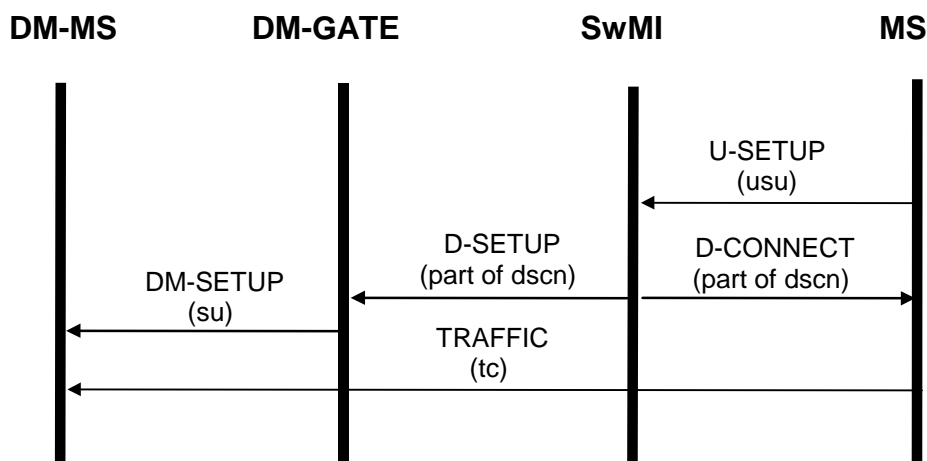 DM-MS DM-GATE SwMI MS
U-SETUP
(usu)
D-SETUP D-CONNECT
(part of dscn) (part of dscn)
DM-SETUP
(su)
TRAFFIC
(tc)